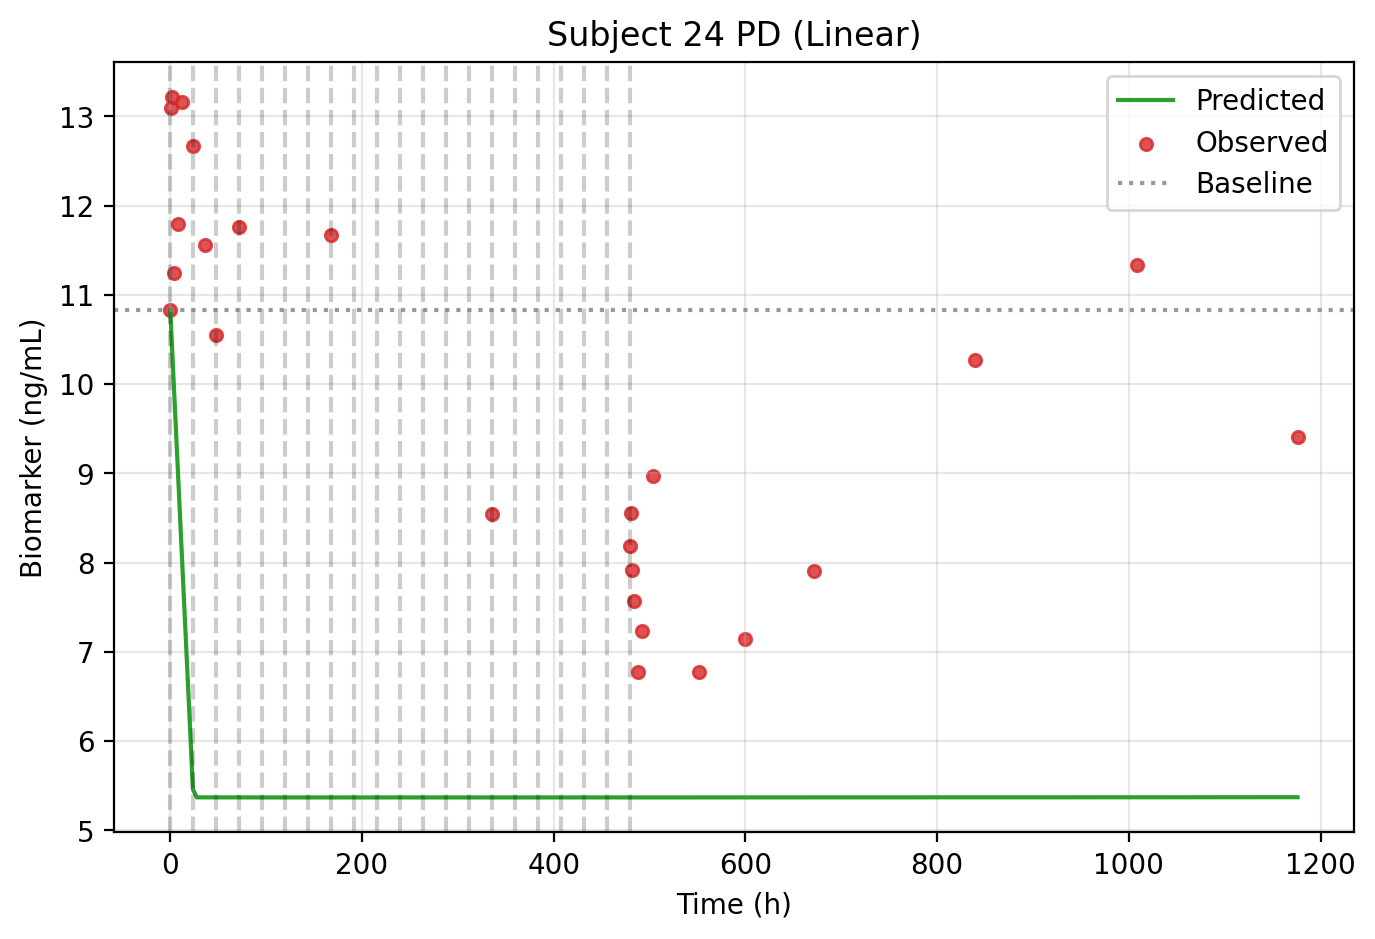 Subject 24 PD (Linear)
Predicted
Observed
Baseline
Biomarker (ng/mL)
13
12
11
10
9
8
7
6
5
0 200 400 600 800 1000 1200
Time (h)